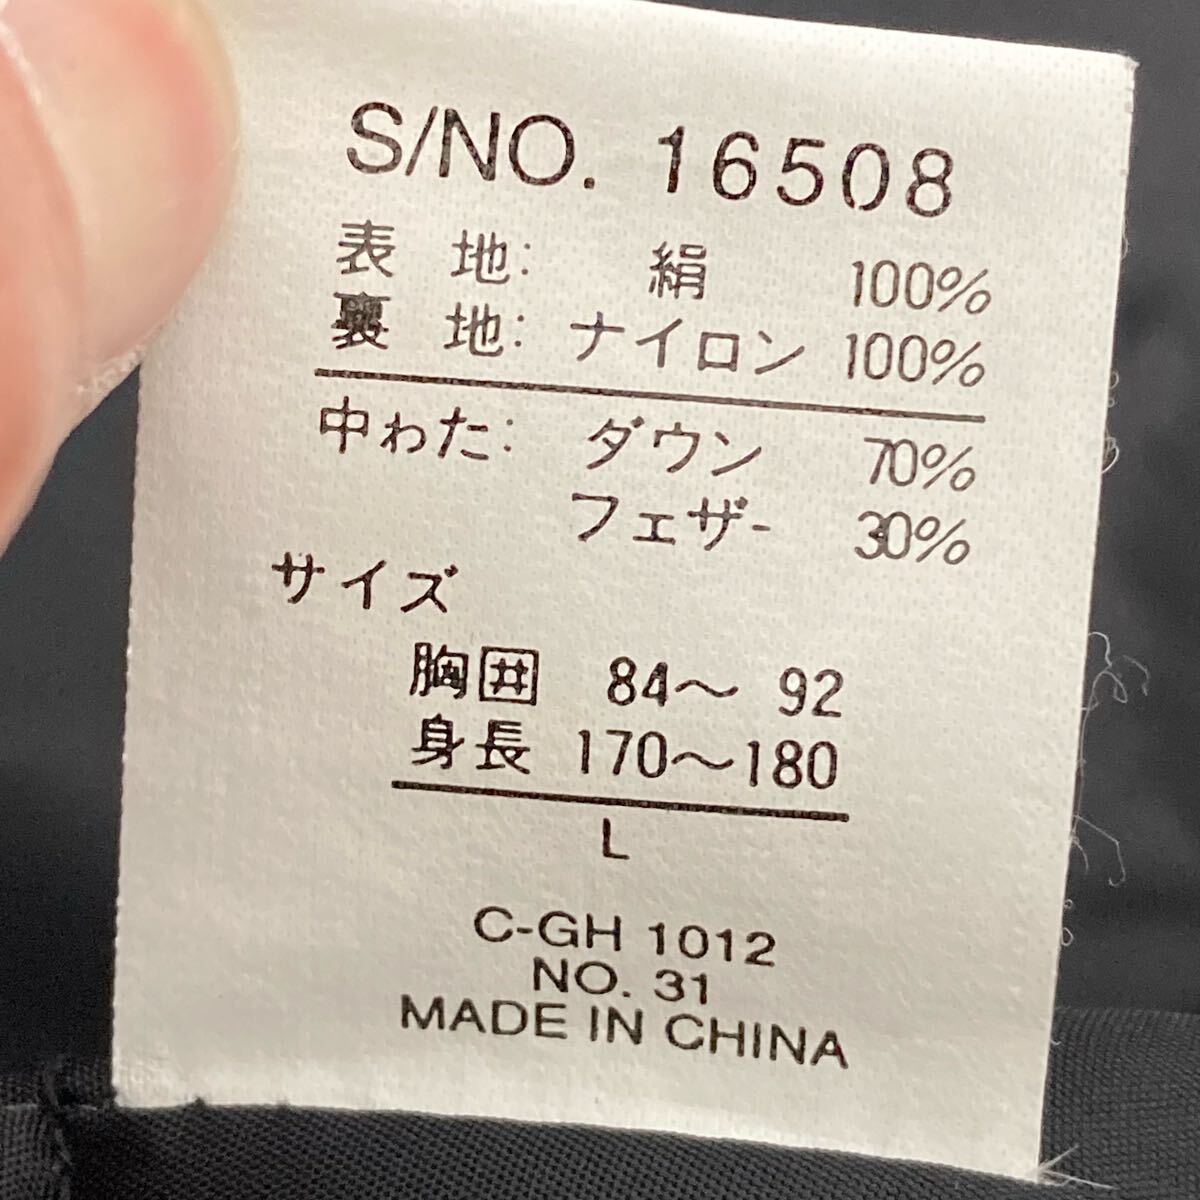 S/NO. 16508
表 地: 絹 100%
裏 地: ナイロン 100%
中わた: ダウン 70%
フェザー 30%
サイズ
胸囲 84〜 92
身長 170〜180
L
C-GH 1012
NO. 31
MADE IN CHINA